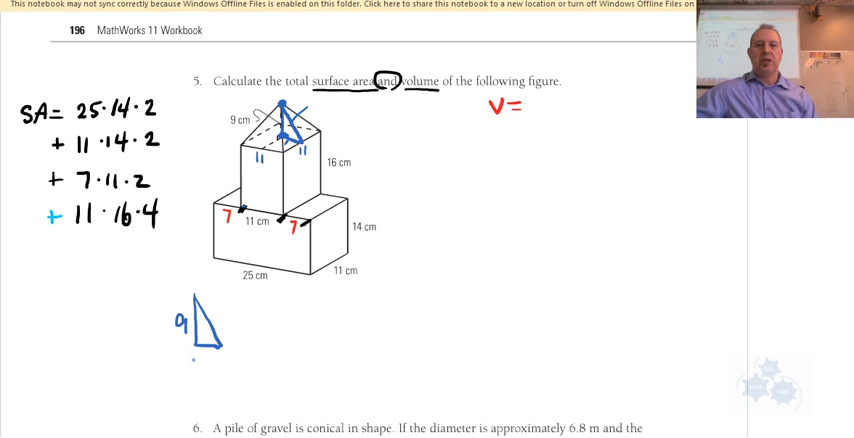 This notebook may not sync correctly because Windows Offline Files is enabled on this folder. Click here to share this notebook to a new location or turn off Windows Offline Files on
196 MathWorks 11 Workbook
5. Calculate the total surface area and volume of the following figure.
V=
SA= 25·14·2
+ 11·14·2
+ 7·11·2
+ 11·16·4
9 cm
11
11
16 cm
7
11 cm
7
14 cm
25 cm
11 cm
9
6. A pile of gravel is conical in shape. If the diameter is approximately 6.8 m and the